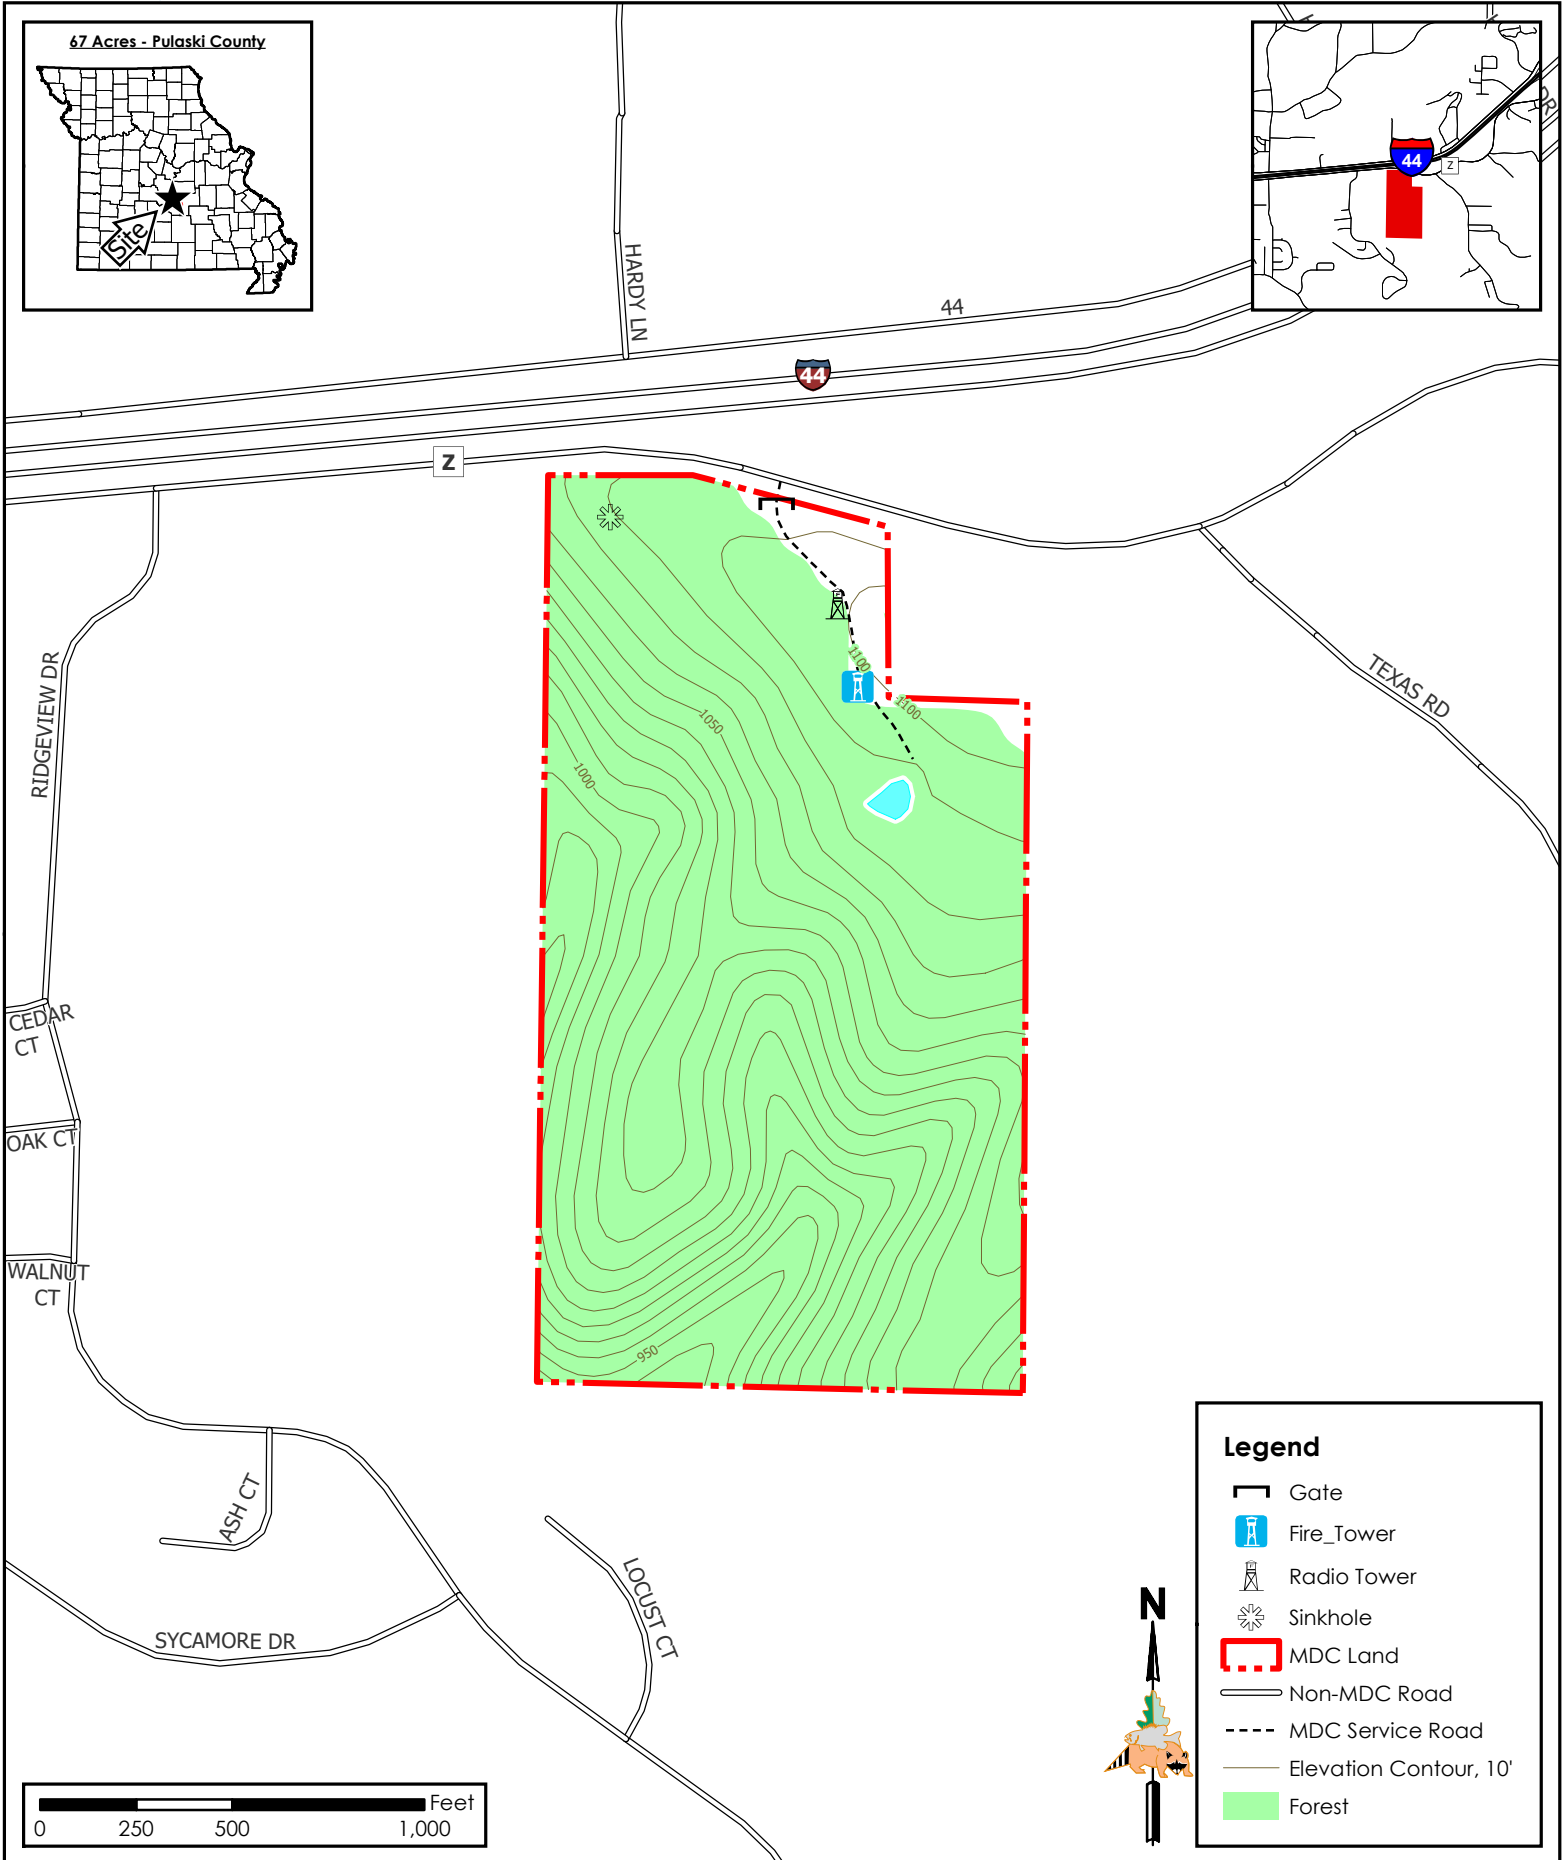 67 Acres - Pulaski County
Site
44
Z
DR
HARDY LN
44
44
Z
RIDGEVIEW DR
TEXAS RD
1100
1100
1050
1000
950
CEDAR
CT
OAK CT
WALNUT
CT
ASH CT
SYCAMORE DR
LOCUST CT
N
Legend
Gate
Fire_Tower
Radio Tower
Sinkhole
MDC Land
Non-MDC Road
MDC Service Road
Elevation Contour, 10'
Forest
Feet
0 250 500 1,000